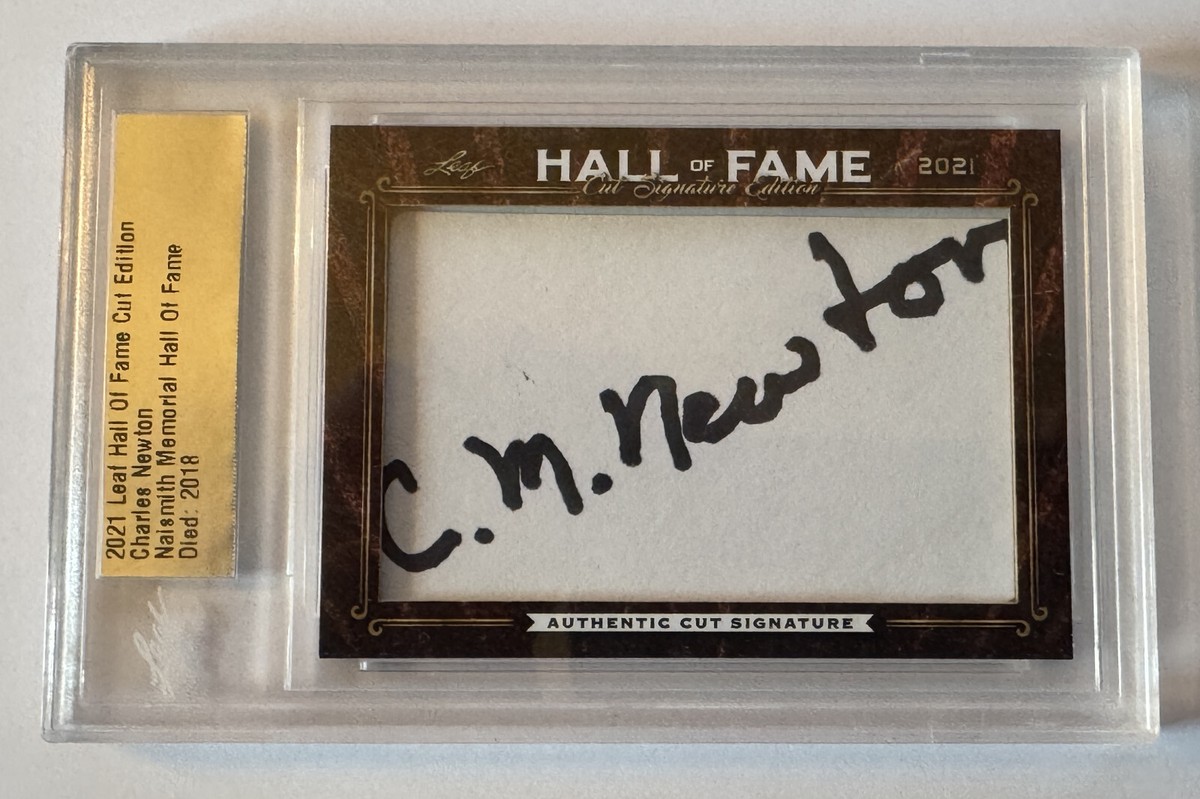 2021 Leaf Hall Of Fame Cut Edition
Charles Newton
Naismith Memorial Hall Of Fame
Died: 2018
Leaf
Leaf HALL OF FAME 2021
Cut Signature Edition
C. M. Newton
AUTHENTIC CUT SIGNATURE